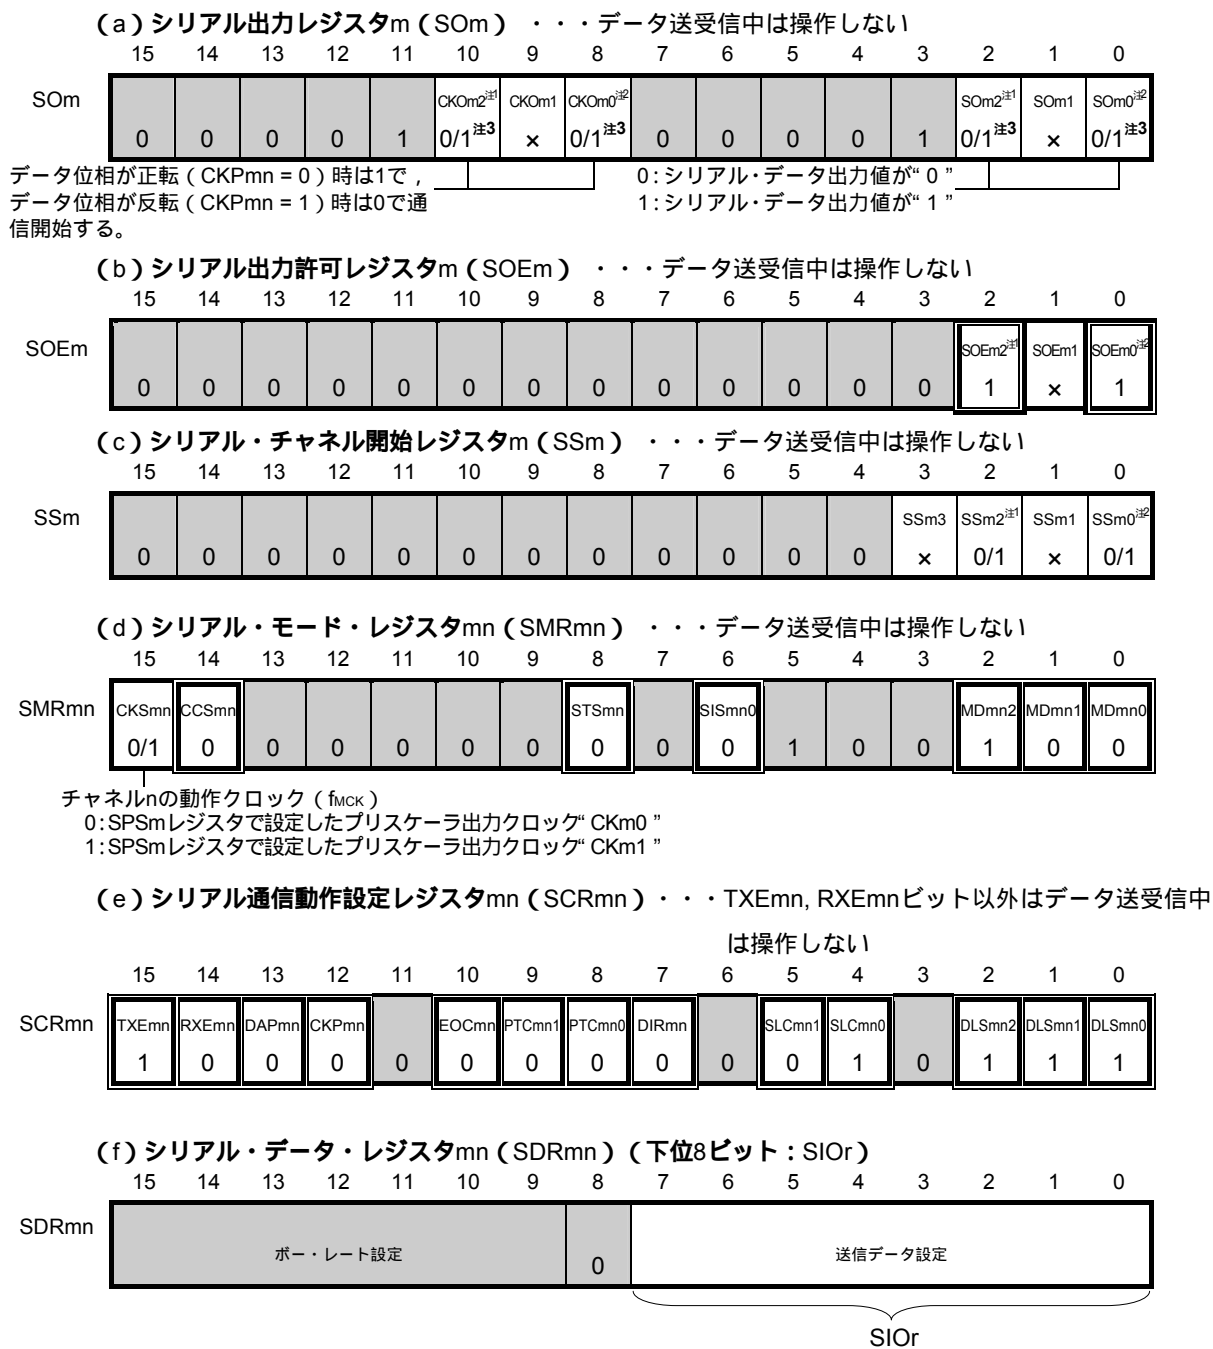 （a）シリアル出力レジスタm（SOm） ・・・データ送受信中は操作しない
15 14 13 12 11 10 9 8 7 6 5 4 3 2 1 0
SOm
CKOm2注1 CKOm1 CKOm0注2 SOm2注1 SOm1 SOm0注2
0 0 0 0 1 0/1注3 × 0/1注3 0 0 0 0 1 0/1注3 × 0/1注3
データ位相が正転（CKPmn = 0）時は1で， 0：シリアル・データ出力値が“0”
データ位相が反転（CKPmn = 1）時は0で通 1：シリアル・データ出力値が“1”
信開始する。
（b）シリアル出力許可レジスタm（SOEm） ・・・データ送受信中は操作しない
15 14 13 12 11 10 9 8 7 6 5 4 3 2 1 0
SOEm
SOEm2注1 SOEm1 SOEm0注2
0 0 0 0 0 0 0 0 0 0 0 0 0 1 × 1
（c）シリアル・チャネル開始レジスタm（SSm） ・・・データ送受信中は操作しない
15 14 13 12 11 10 9 8 7 6 5 4 3 2 1 0
SSm
SSm3 SSm2注1 SSm1 SSm0注2
0 0 0 0 0 0 0 0 0 0 0 0 × 0/1 × 0/1
（d）シリアル・モード・レジスタmn（SMRmn） ・・・データ送受信中は操作しない
15 14 13 12 11 10 9 8 7 6 5 4 3 2 1 0
SMRmn
CKSmn CCSmn STSmn SISmn0 MDmn2 MDmn1 MDmn0
0/1 0 0 0 0 0 0 0 0 0 1 0 0 1 0 0
チャネルnの動作クロック（fMCK）
0：SPSmレジスタで設定したプリスケーラ出力クロック“CKm0”
1：SPSmレジスタで設定したプリスケーラ出力クロック“CKm1”
（e）シリアル通信動作設定レジスタmn（SCRmn）・・・TXEmn, RXEmnビット以外はデータ送受信中
は操作しない
15 14 13 12 11 10 9 8 7 6 5 4 3 2 1 0
SCRmn
TXEmn RXEmn DAPmn CKPmn EOCmn PTCmn1 PTCmn0 DIRmn SLCmn1 SLCmn0 DLSmn2 DLSmn1 DLSmn0
1 0 0 0 0 0 0 0 0 0 0 1 0 1 1 1
（f）シリアル・データ・レジスタmn（SDRmn）（下位8ビット：SIOr）
15 14 13 12 11 10 9 8 7 6 5 4 3 2 1 0
SDRmn
ボー・レート設定 0 送信データ設定
SIOr